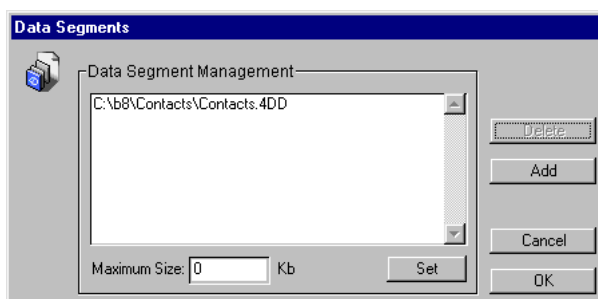 Data Segments
Data Segment Management
C:\b8\Contacts\Contacts.4DD
Delete
Add
Cancel
Maximum Size: 0 Kb Set
OK